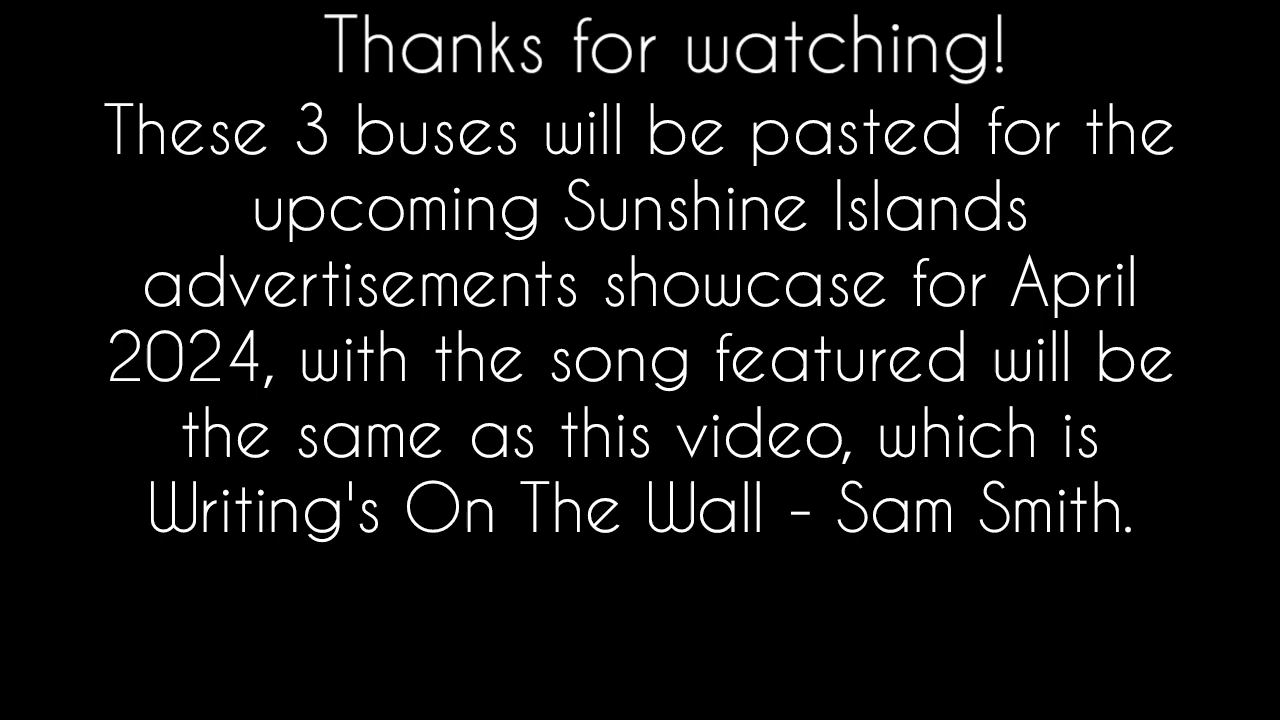 Thanks for watching!
These 3 buses will be pasted for the
upcoming Sunshine Islands
advertisements showcase for April
2024, with the song featured will be
the same as this video, which is
Writing's On The Wall - Sam Smith.